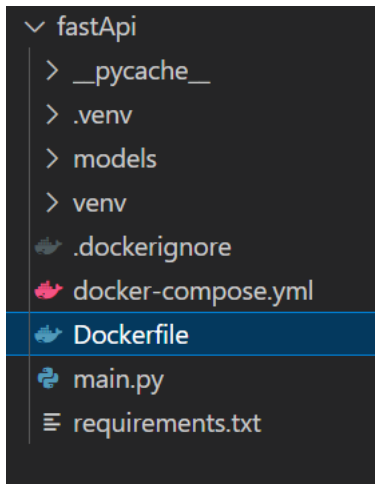 fastApi
__pycache__
.venv
models
venv
.dockerignore
docker-compose.yml
Dockerfile
main.py
requirements.txt